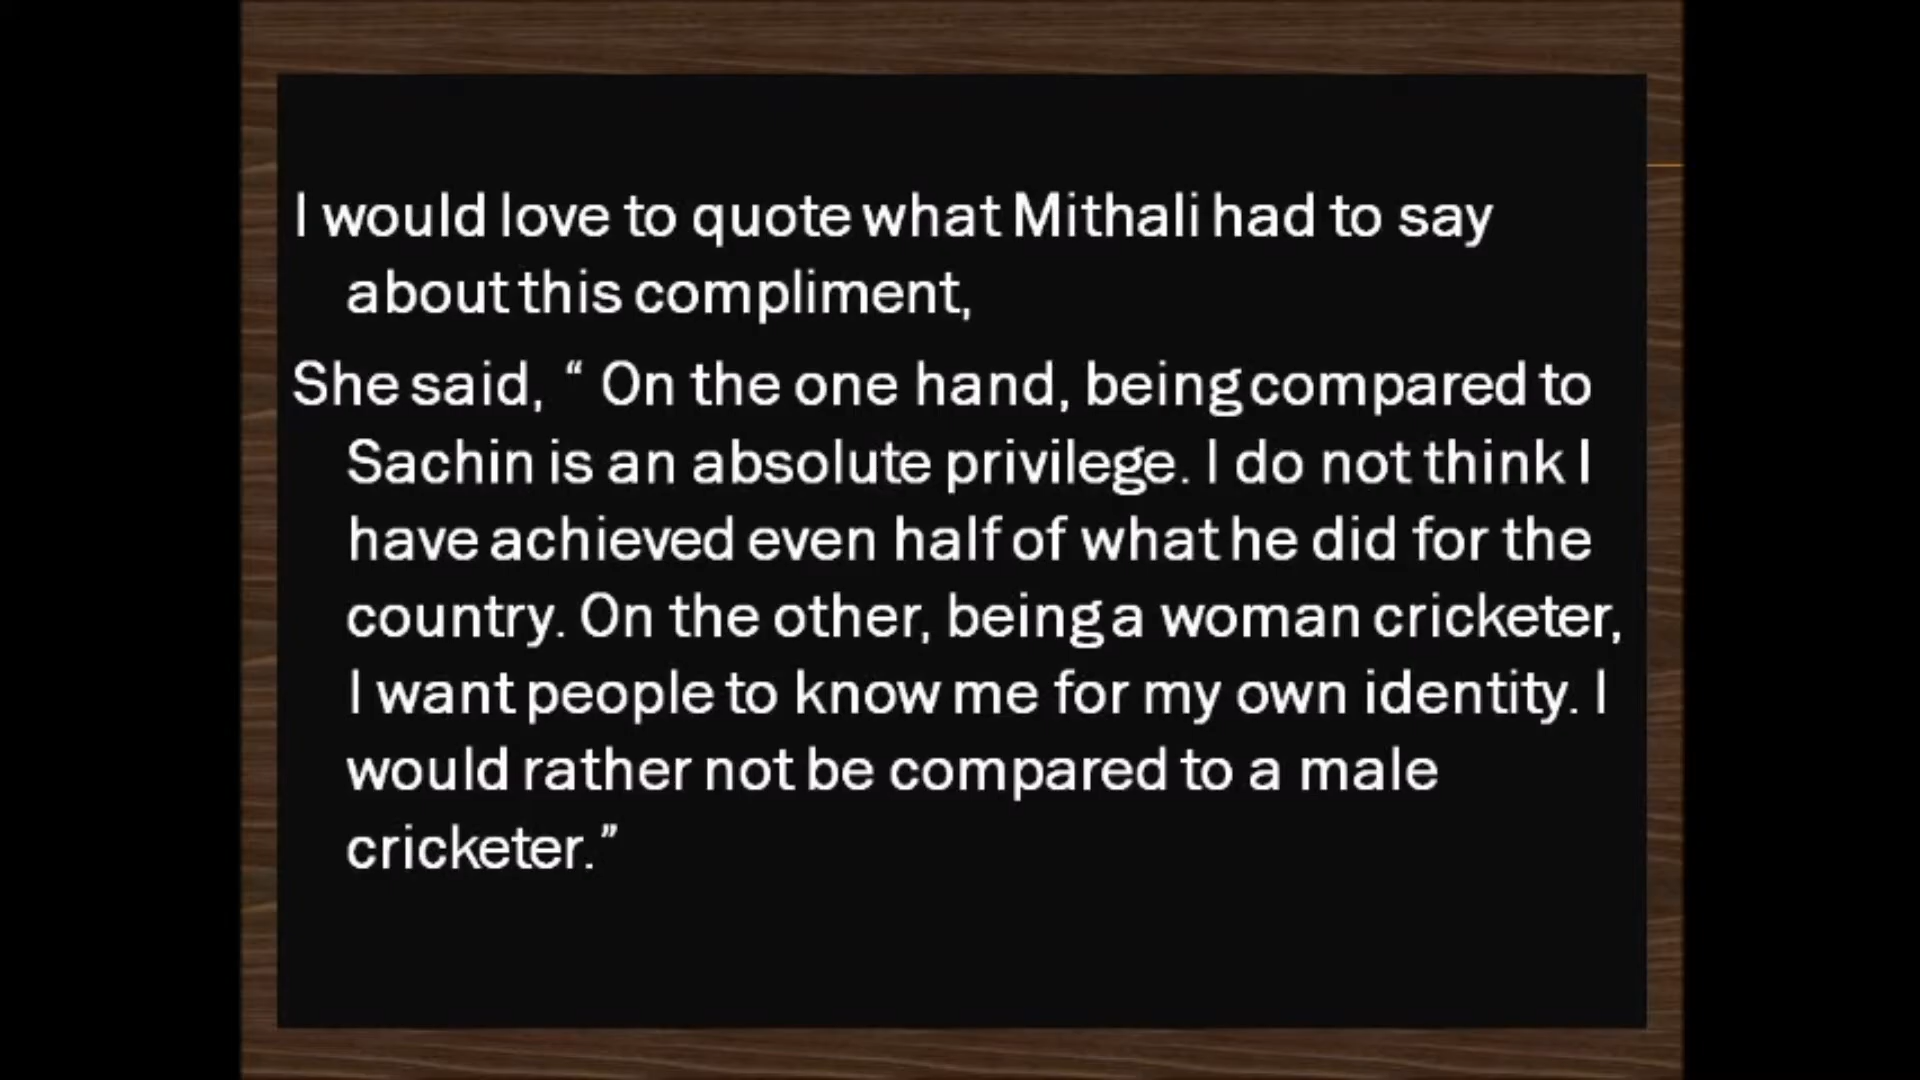 I would love to quote what Mithali had to say
about this compliment,
She said, “ On the one hand, being compared to
Sachin is an absolute privilege. I do not think I
have achieved even half of what he did for the
country. On the other, being a woman cricketer,
I want people to know me for my own identity. I
would rather not be compared to a male
cricketer.”